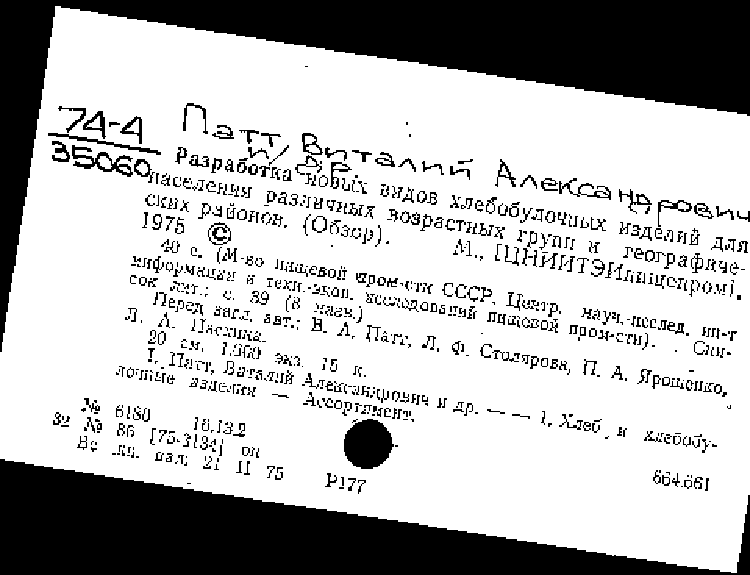 74-4
35060
Патт, Виталий Александрович
и др.
Разработка новых видов хлебобулочных изделий для
населения различных возрастных групп и географиче-
ских районов. (Обзор). М., [ЦНИИТЭИпищепром],
1975 ©
40 с. (М-во пищевой пром-сти СССР. Центр. науч.-исслед. ин-т
информации и техн.-экон. исследований пищевой пром-сти). Спи-
сок лит.: с. 39 (8 назв.)
Перед загл. авт.: В. А. Патт, Л. Ф. Столярова, П. А. Ярошенко,
Л. А. Пасхина.
20 см. 1.000 экз. 15 к.
I. Патт, Виталий Александрович и др. — — 1. Хлеб. и хлебобу-
лочные изделия — Ассортимент.
№ 6180 16.13.2
32 № 86 [75-3134] оп
Вс .кн. пал. 21 II 75 Р177
664.661